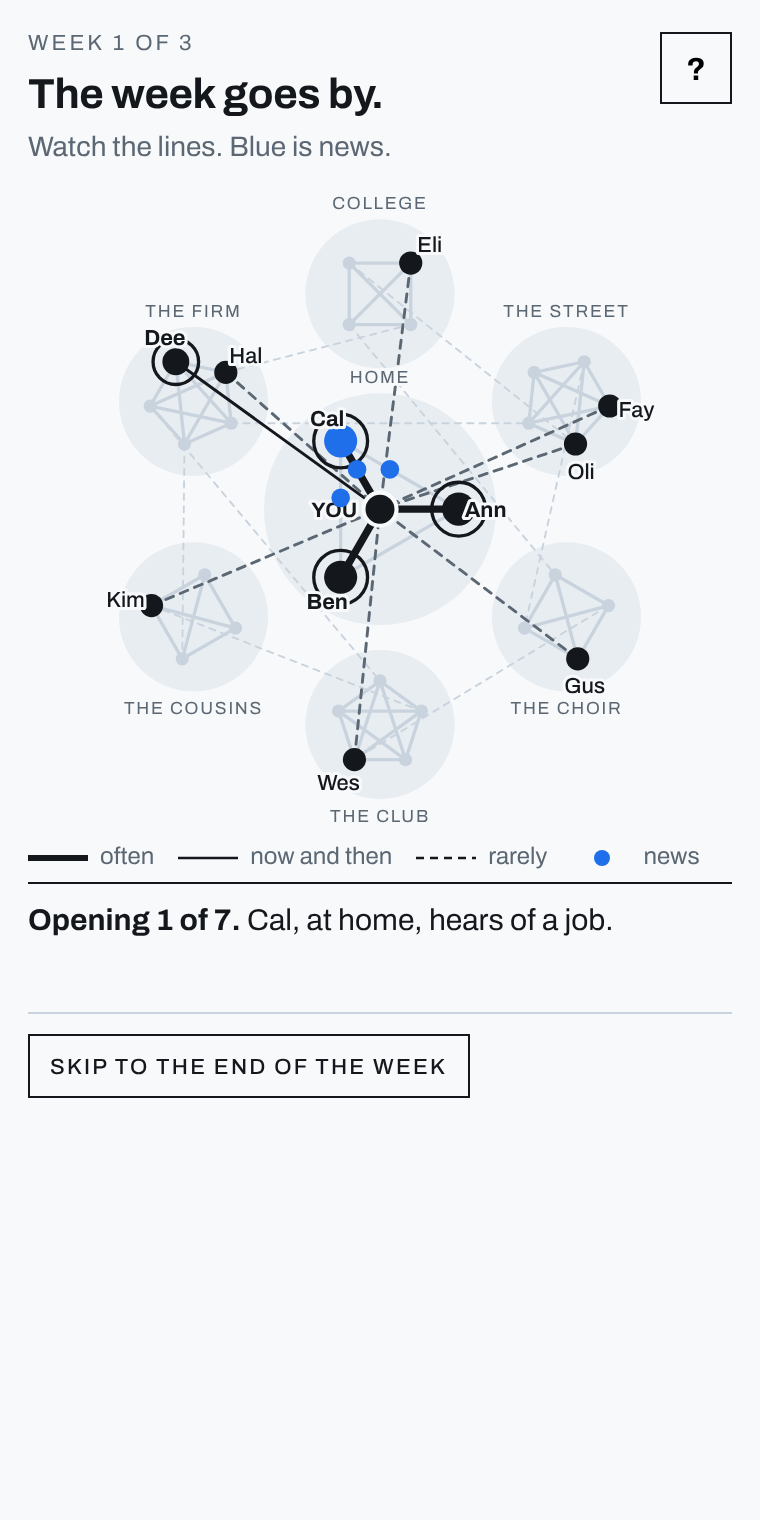 WEEK 1 OF 3
?
The week goes by.
Watch the lines. Blue is news.
COLLEGE
Eli
THE FIRM
THE STREET
Dee
Hal
HOME
Fay
Cal
Oli
YOU
Ann
Kim
Ben
Gus
THE COUSINS
THE CHOIR
Wes
THE CLUB
often
now and then
rarely
news
Opening 1 of 7. Cal, at home, hears of a job.
SKIP TO THE END OF THE WEEK